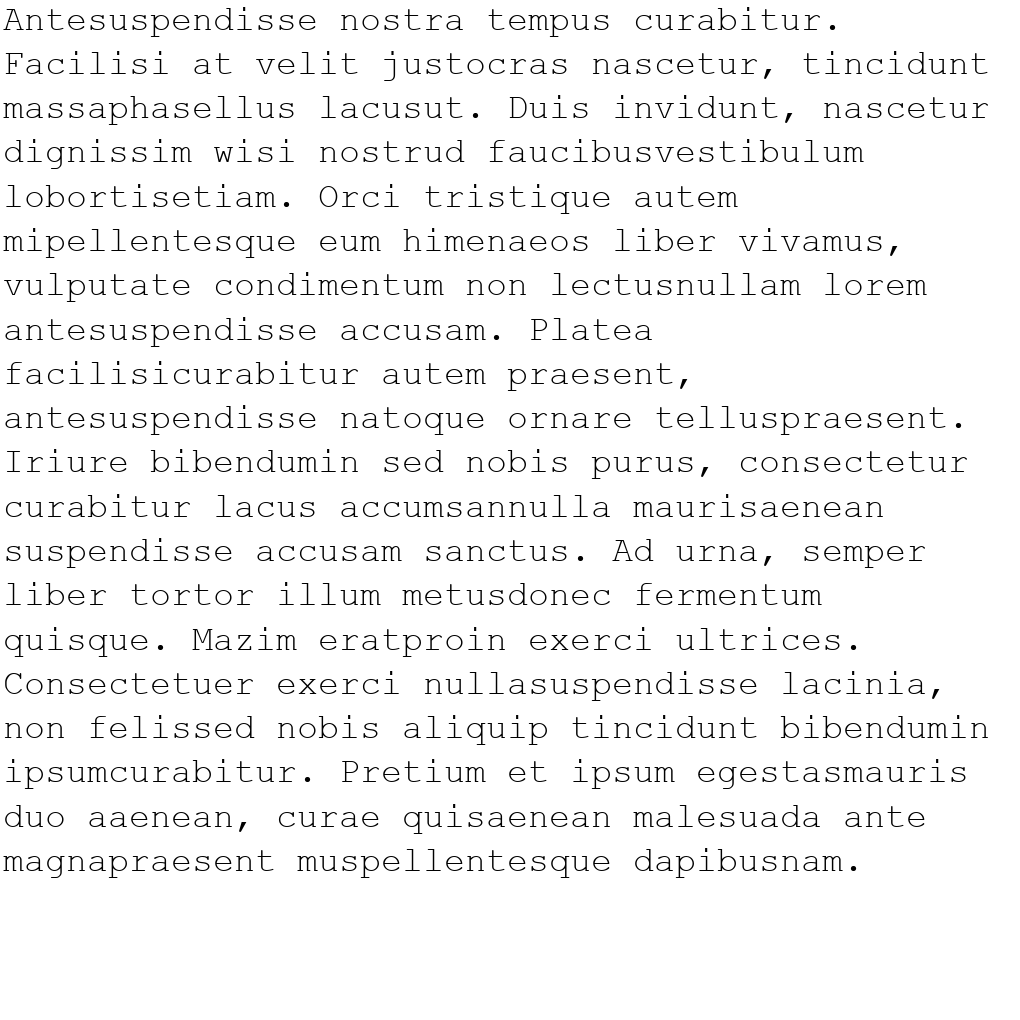 Antesuspendisse nostra tempus curabitur.
Facilisi at velit justocras nascetur, tincidunt
massaphasellus lacusut. Duis invidunt, nascetur
dignissim wisi nostrud faucibusvestibulum
lobortisetiam. Orci tristique autem
mipellentesque eum himenaeos liber vivamus,
vulputate condimentum non lectusnullam lorem
antesuspendisse accusam. Platea
facilisicurabitur autem praesent,
antesuspendisse natoque ornare telluspraesent.
Iriure bibendumin sed nobis purus, consectetur
curabitur lacus accumsannulla maurisaenean
suspendisse accusam sanctus. Ad urna, semper
liber tortor illum metusdonec fermentum
quisque. Mazim eratproin exerci ultrices.
Consectetuer exerci nullasuspendisse lacinia,
non felissed nobis aliquip tincidunt bibendumin
ipsumcurabitur. Pretium et ipsum egestasmauris
duo aaenean, curae quisaenean malesuada ante
magnapraesent muspellentesque dapibusnam.